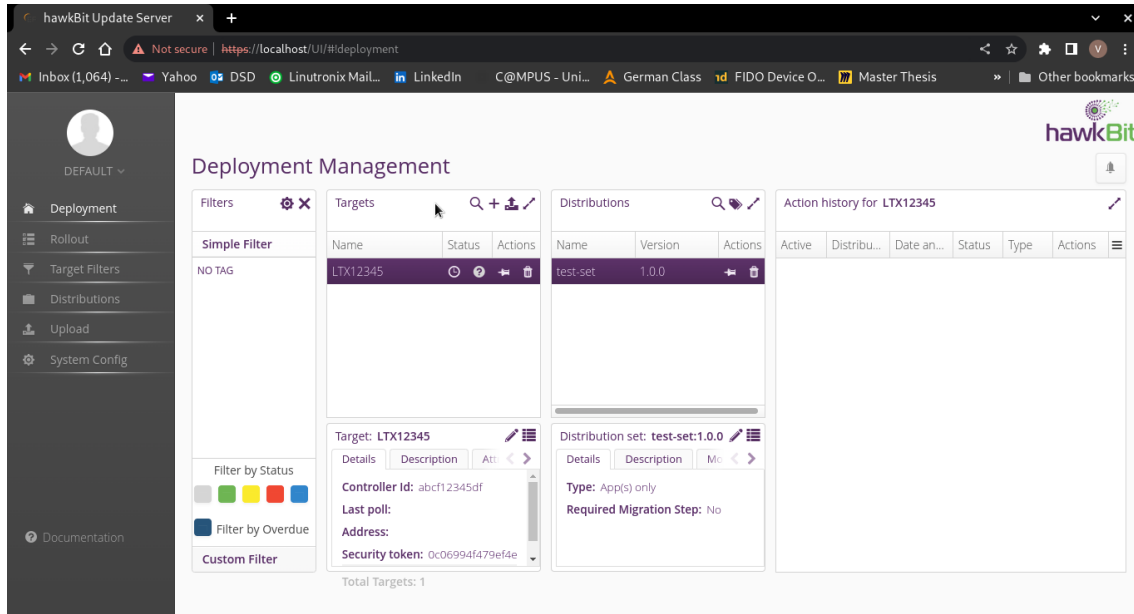 hawkBit Update Server
Not secure | https://localhost/UI/#!deployment
Inbox (1,064) -... Yahoo DSD Linutronix Mail... LinkedIn C@MPUS - Uni... German Class FIDO Device O... Master Thesis » Other bookmarks
hawkBit
DEFAULT
Deployment Management
Deployment
Rollout
Target Filters
Distributions
Upload
System Config
Documentation
Filters
Simple Filter
NO TAG
Filter by Status
Filter by Overdue
Custom Filter
Targets
Name Status Actions
LTX12345
Target: LTX12345
Details Description Att
Controller Id: abcf12345df
Last poll:
Address:
Security token: 0c06994f479ef4e
Total Targets: 1
Distributions
Name Version Actions
test-set 1.0.0
Distribution set: test-set:1.0.0
Details Description Mo
Type: App(s) only
Required Migration Step: No
Action history for LTX12345
Active Distribu... Date an... Status Type Actions